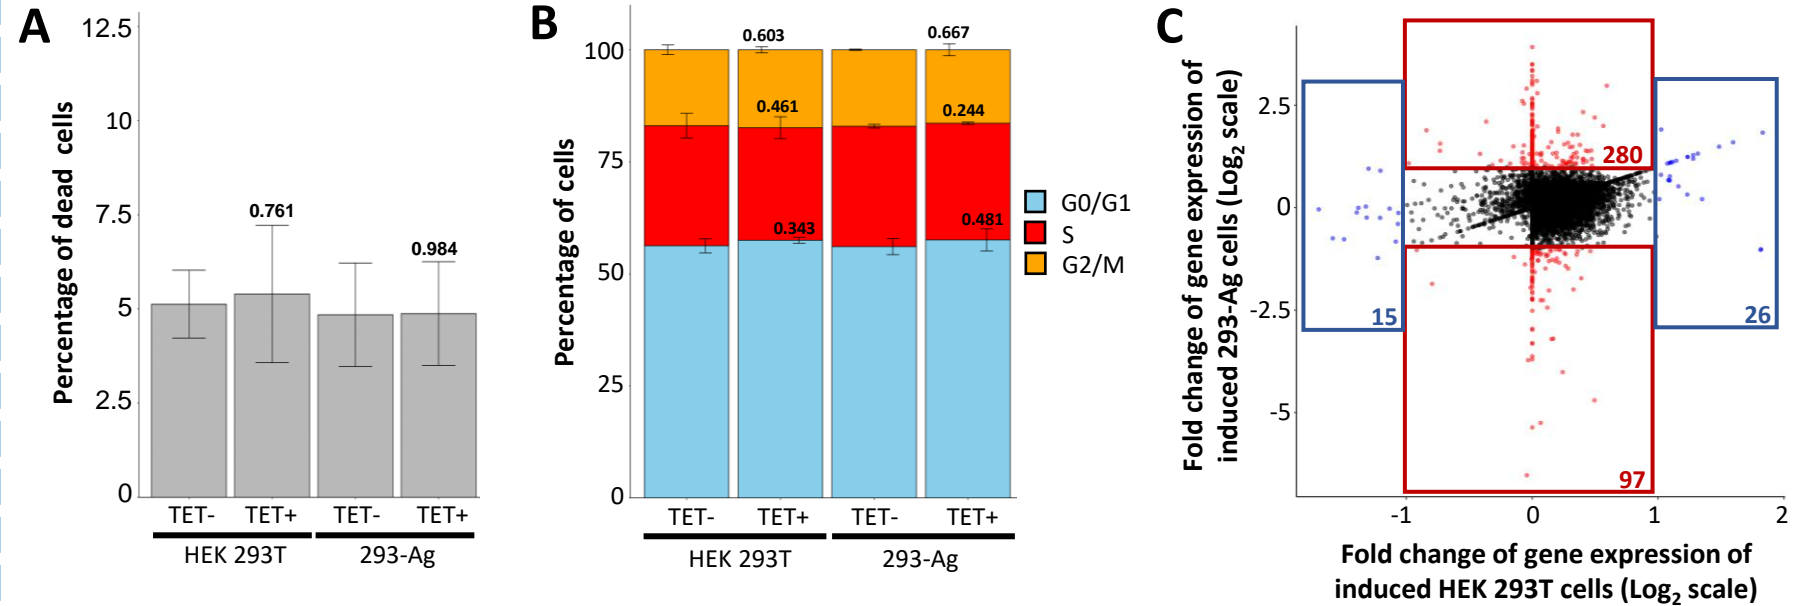 A
Percentage of dead cells
12.5
10
7.5
5
2.5
0
0.761
0.984
TET- TET+ TET- TET+
HEK 293T 293-Ag
B
Percentage of cells
100
75
50
25
0
0.603 0.667
0.461 0.244
0.343 0.481
TET- TET+ TET- TET+
HEK 293T 293-Ag
G0/G1
S
G2/M
C
Fold change of gene expression of
induced 293-Ag cells (Log2 scale)
2.5
0
-2.5
-5
280
15
26
97
-1 0 1 2
Fold change of gene expression of
induced HEK 293T cells (Log2 scale)